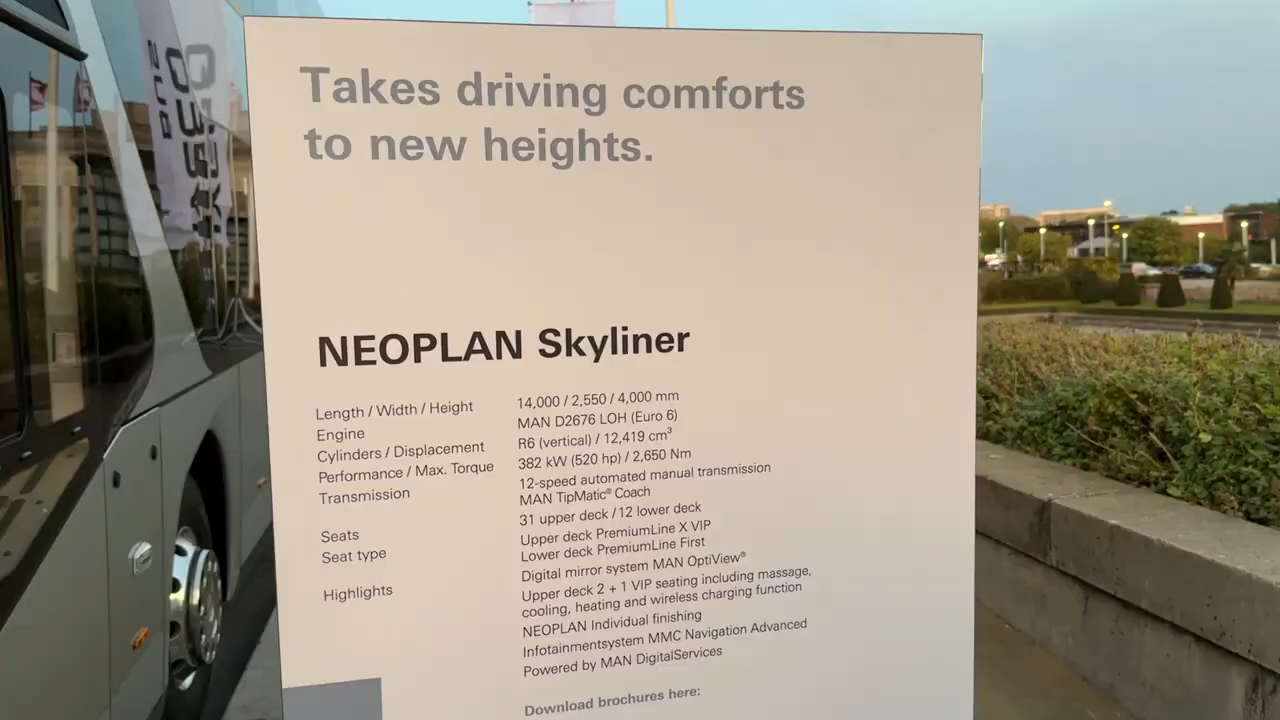 Takes driving comforts
to new heights.
NEOPLAN Skyliner
Length / Width / Height 14,000 / 2,550 / 4,000 mm
Engine MAN D2676 LOH (Euro 6)
Cylinders / Displacement R6 (vertical) / 12,419 cm³
Performance / Max. Torque 382 kW (520 hp) / 2,650 Nm
Transmission 12-speed automated manual transmission
MAN TipMatic® Coach
Seats 31 upper deck / 12 lower deck
Seat type Upper deck PremiumLine X VIP
Lower deck PremiumLine First
Highlights Digital mirror system MAN OptiView®
Upper deck 2 + 1 VIP seating including massage,
cooling, heating and wireless charging function
NEOPLAN Individual finishing
Infotainmentsystem MMC Navigation Advanced
Powered by MAN DigitalServices
Download brochures here: